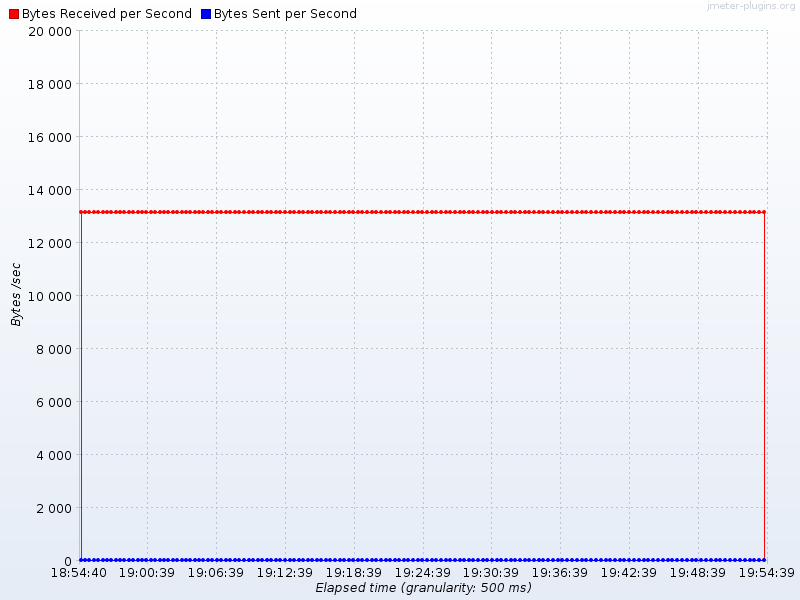 jmeter-plugins.org
Bytes Received per Second Bytes Sent per Second
20 000
18 000
16 000
14 000
12 000
10 000
8 000
6 000
4 000
2 000
0
Bytes /sec
18:54:40 19:00:39 19:06:39 19:12:39 19:18:39 19:24:39 19:30:39 19:36:39 19:42:39 19:48:39 19:54:39
Elapsed time (granularity: 500 ms)